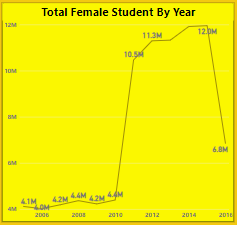 Total Female Student By Year
12M
12.0M
11.3M
10.5M
10M
8M
6.8M
6M
4.1M
4.0M
4.2M
4.4M
4.2M
4.4M
4M
2006 2008 2010 2012 2014 2016